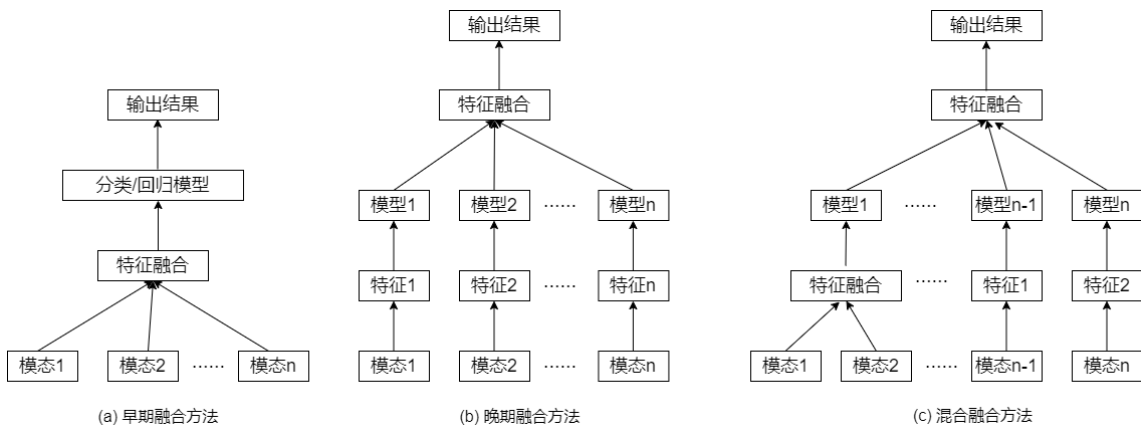 输出结果
分类/回归模型
特征融合
模态1 模态2 ...... 模态n
(a) 早期融合方法
输出结果
特征融合
模型1 模型2 ...... 模型n
特征1 特征2 ...... 特征n
模态1 模态2 ...... 模态n
(b) 晚期融合方法
输出结果
特征融合
模型1 ...... 模型n-1 模型n
特征融合 ...... 特征1 特征2
模态1 模态2 ...... 模态n-1 模态n
(c) 混合融合方法